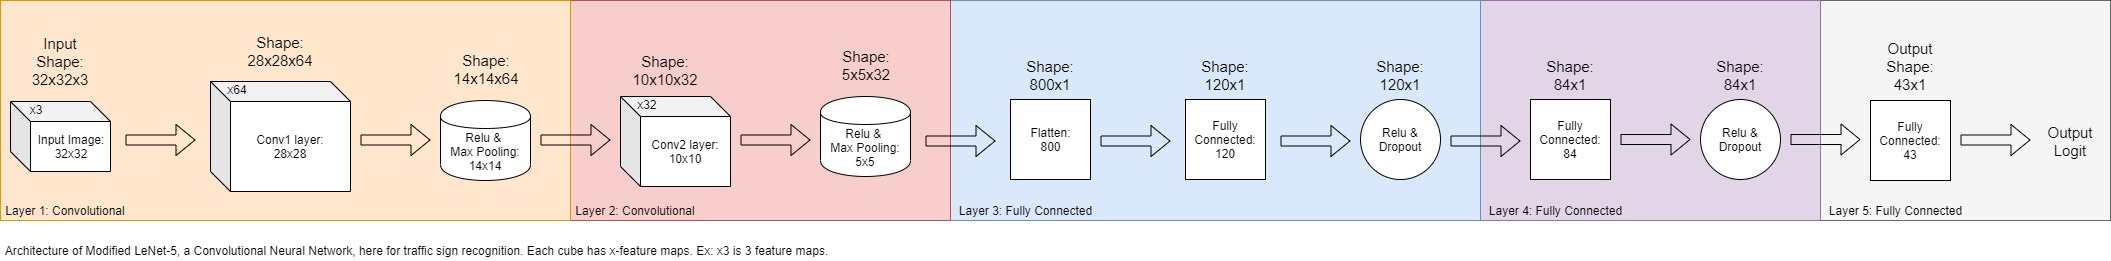 Input
Shape:
32x32x3
x3
Input Image:
32x32
Shape:
28x28x64
x64
Conv1 layer:
28x28
Shape:
14x14x64
Relu &
Max Pooling:
14x14
Layer 1: Convolutional
Shape:
10x10x32
x32
Conv2 layer:
10x10
Shape:
5x5x32
Relu &
Max Pooling:
5x5
Layer 2: Convolutional
Shape:
800x1
Flatten:
800
Shape:
120x1
Fully
Connected:
120
Shape:
120x1
Relu &
Dropout
Layer 3: Fully Connected
Shape:
84x1
Fully
Connected:
84
Shape:
84x1
Relu &
Dropout
Layer 4: Fully Connected
Output
Shape:
43x1
Fully
Connected:
43
Output
Logit
Layer 5: Fully Connected
Architecture of Modified LeNet-5, a Convolutional Neural Network, here for traffic sign recognition. Each cube has x-feature maps. Ex: x3 is 3 feature maps.